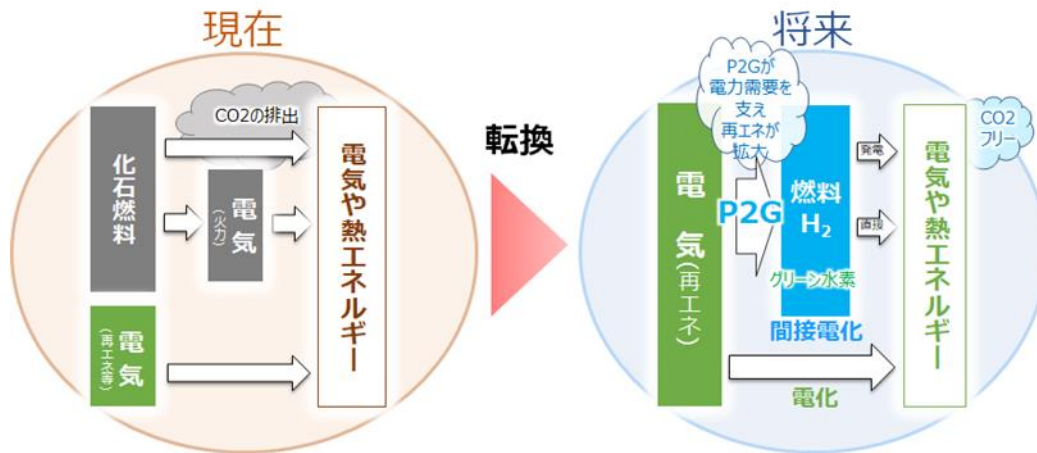 現在
CO2の排出
化石燃料
電気
(火力)
電気
(再エネ等)
電気や熱エネルギー
転換
将来
P2Gが
電力需要を
支え
再エネが
拡大
電気(再エネ)
P2G
燃料
H₂
グリーン水素
間接電化
発電
直接
電化
電気や熱エネルギー
CO2
フリー